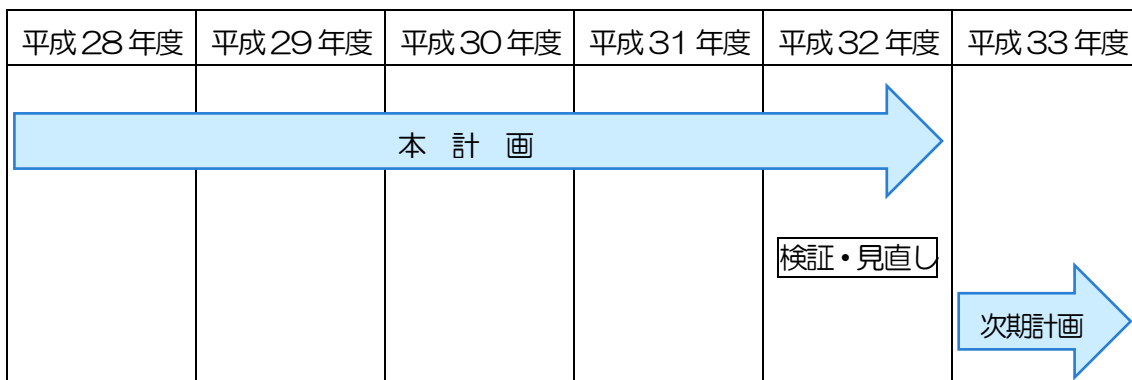 平成28年度 平成29年度 平成30年度 平成31年度 平成32年度 平成33年度
本 計 画
検証・見直し
次期計画